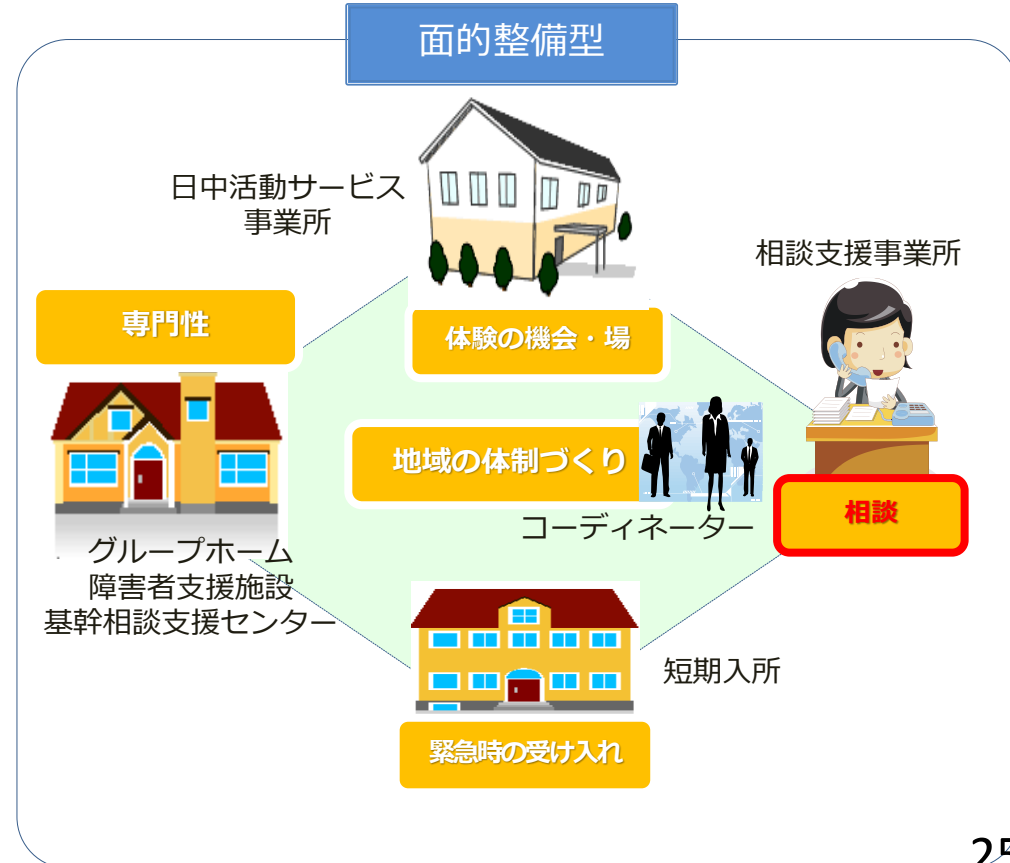 面的整備型
日中活動サービス
事業所
相談支援事業所
専門性
体験の機会・場
地域の体制づくり
コーディネーター
相談
グループホーム
障害者支援施設
基幹相談支援センター
短期入所
緊急時の受け入れ
25